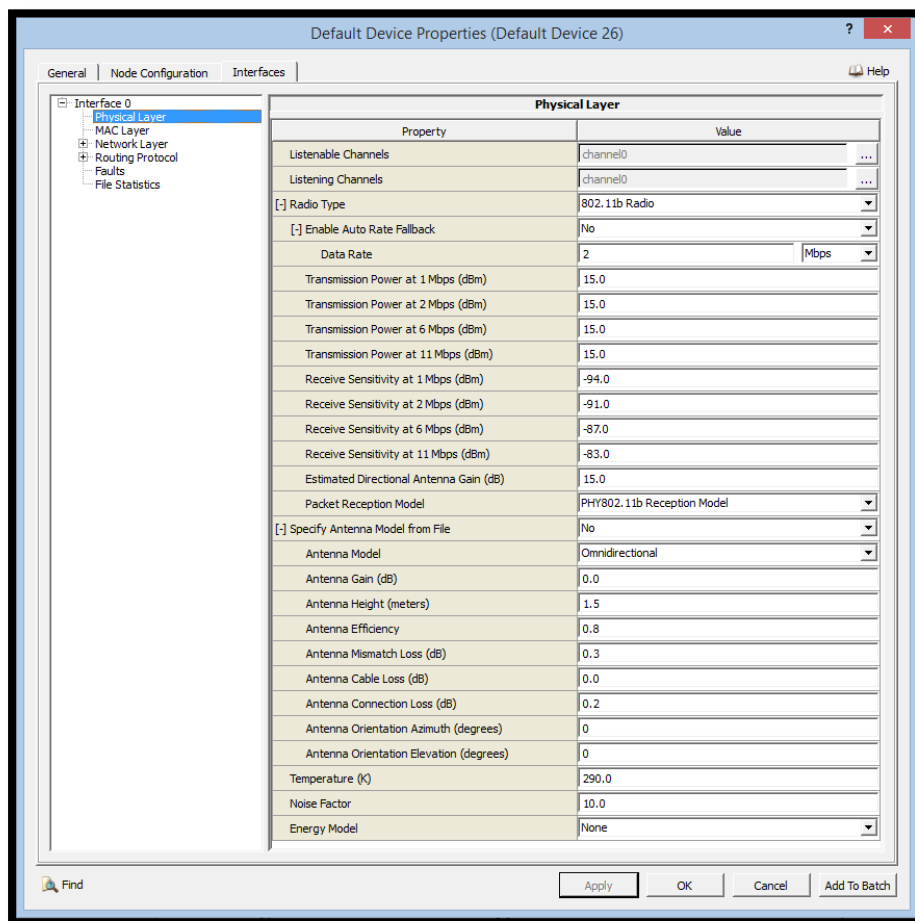 Default Device Properties (Default Device 26)
?
×
General
Node Configuration
Interfaces
Help
Interface 0
Physical Layer
MAC Layer
Network Layer
Routing Protocol
Faults
File Statistics
Physical Layer
Property Value
Listenable Channels channel0 ...
Listening Channels channel0 ...
[-] Radio Type 802.11b Radio
[-] Enable Auto Rate Fallback No
Data Rate 2 Mbps
Transmission Power at 1 Mbps (dBm) 15.0
Transmission Power at 2 Mbps (dBm) 15.0
Transmission Power at 6 Mbps (dBm) 15.0
Transmission Power at 11 Mbps (dBm) 15.0
Receive Sensitivity at 1 Mbps (dBm) -94.0
Receive Sensitivity at 2 Mbps (dBm) -91.0
Receive Sensitivity at 6 Mbps (dBm) -87.0
Receive Sensitivity at 11 Mbps (dBm) -83.0
Estimated Directional Antenna Gain (dB) 15.0
Packet Reception Model PHY802.11b Reception Model
[-] Specify Antenna Model from File No
Antenna Model Omnidirectional
Antenna Gain (dB) 0.0
Antenna Height (meters) 1.5
Antenna Efficiency 0.8
Antenna Mismatch Loss (dB) 0.3
Antenna Cable Loss (dB) 0.0
Antenna Connection Loss (dB) 0.2
Antenna Orientation Azimuth (degrees) 0
Antenna Orientation Elevation (degrees) 0
Temperature (K) 290.0
Noise Factor 10.0
Energy Model None
Find
Apply
OK
Cancel
Add To Batch